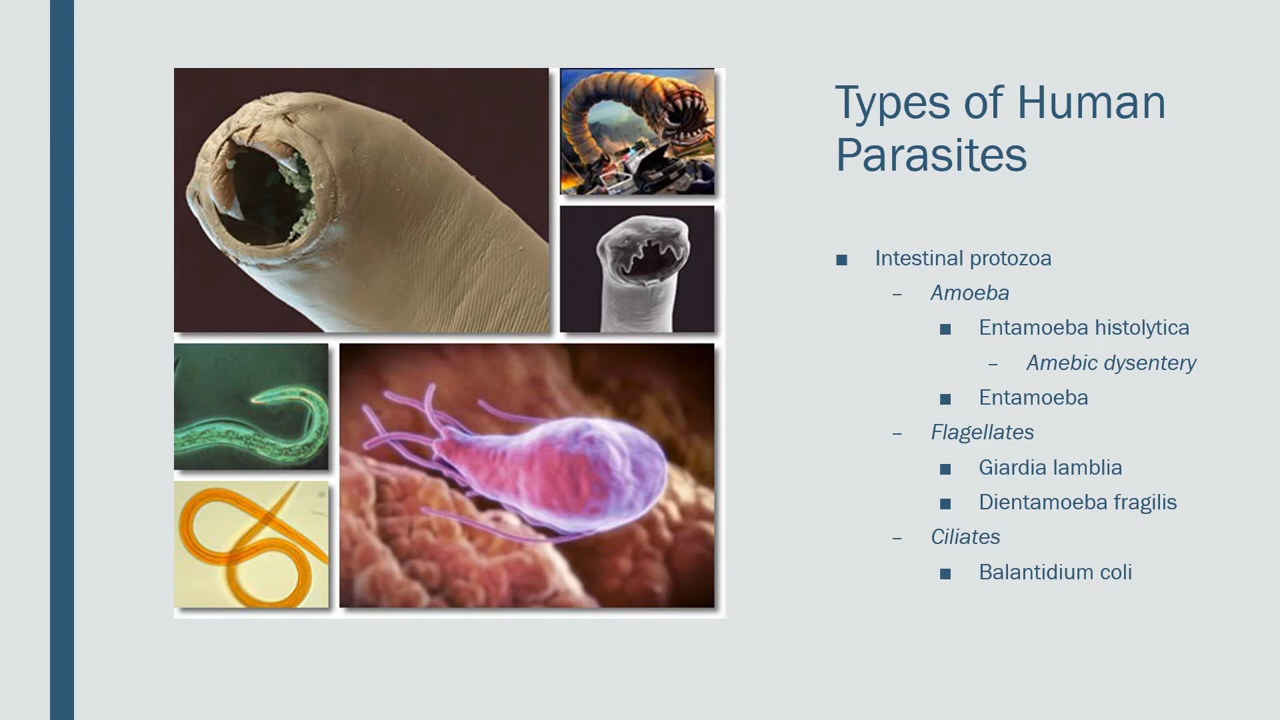 Types of Human
Parasites
■ Intestinal protozoa
– Amoeba
■ Entamoeba histolytica
– Amebic dysentery
■ Entamoeba
– Flagellates
■ Giardia lamblia
■ Dientamoeba fragilis
– Ciliates
■ Balantidium coli